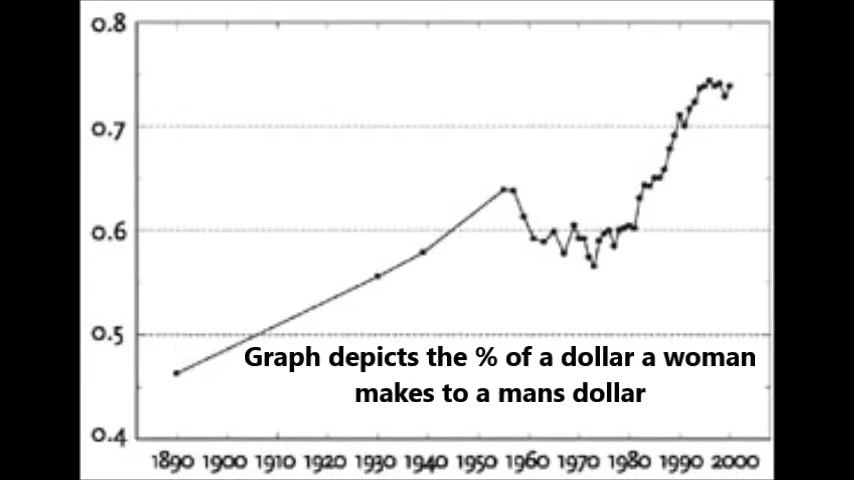 0.8
0.7
0.6
0.5
0.4
Graph depicts the % of a dollar a woman
makes to a mans dollar
1890 1900 1910 1920 1930 1940 1950 1960 1970 1980 1990 2000